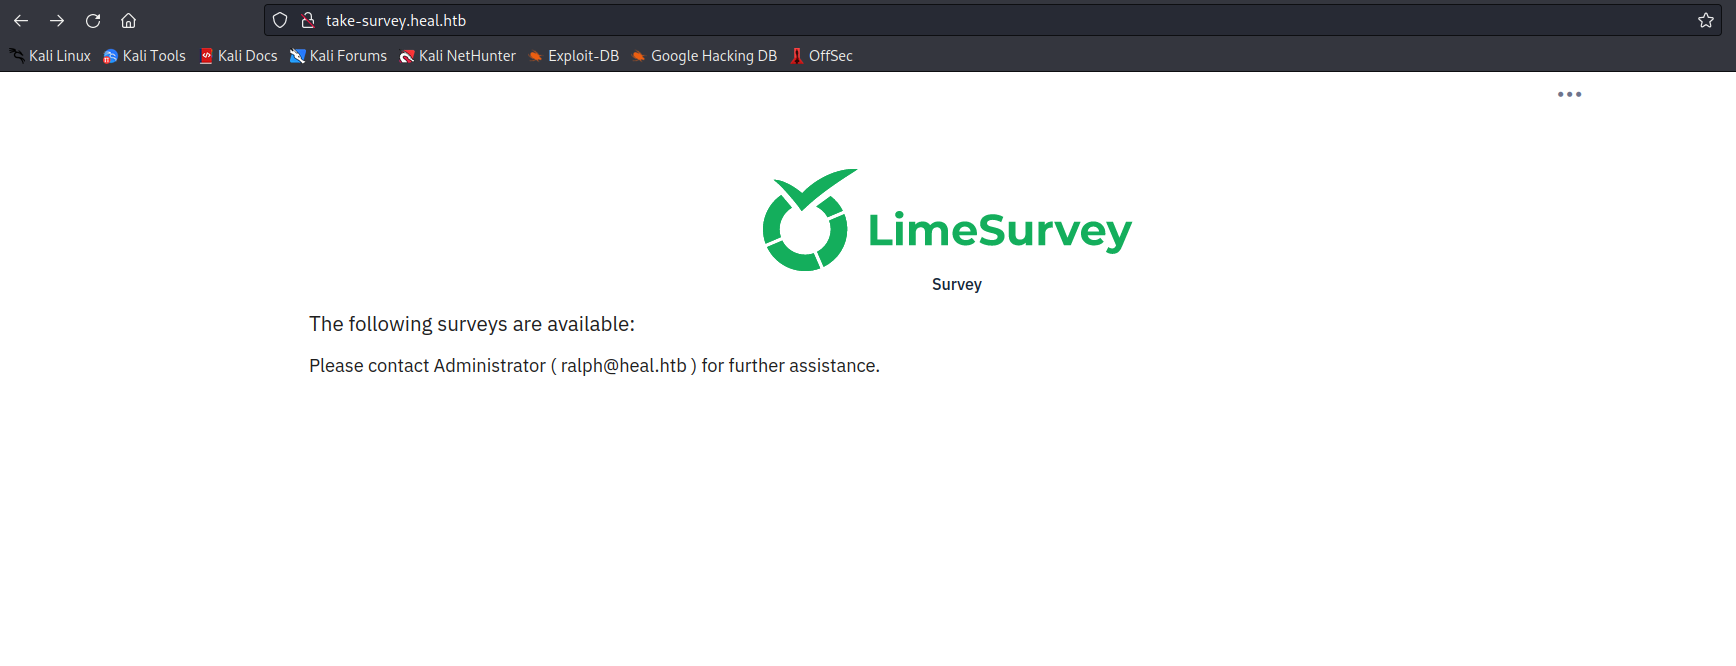 take-survey.heal.htb
Kali Linux Kali Tools Kali Docs Kali Forums Kali NetHunter Exploit-DB Google Hacking DB OffSec
LimeSurvey
Survey
The following surveys are available:
Please contact Administrator ( ralph@heal.htb ) for further assistance.